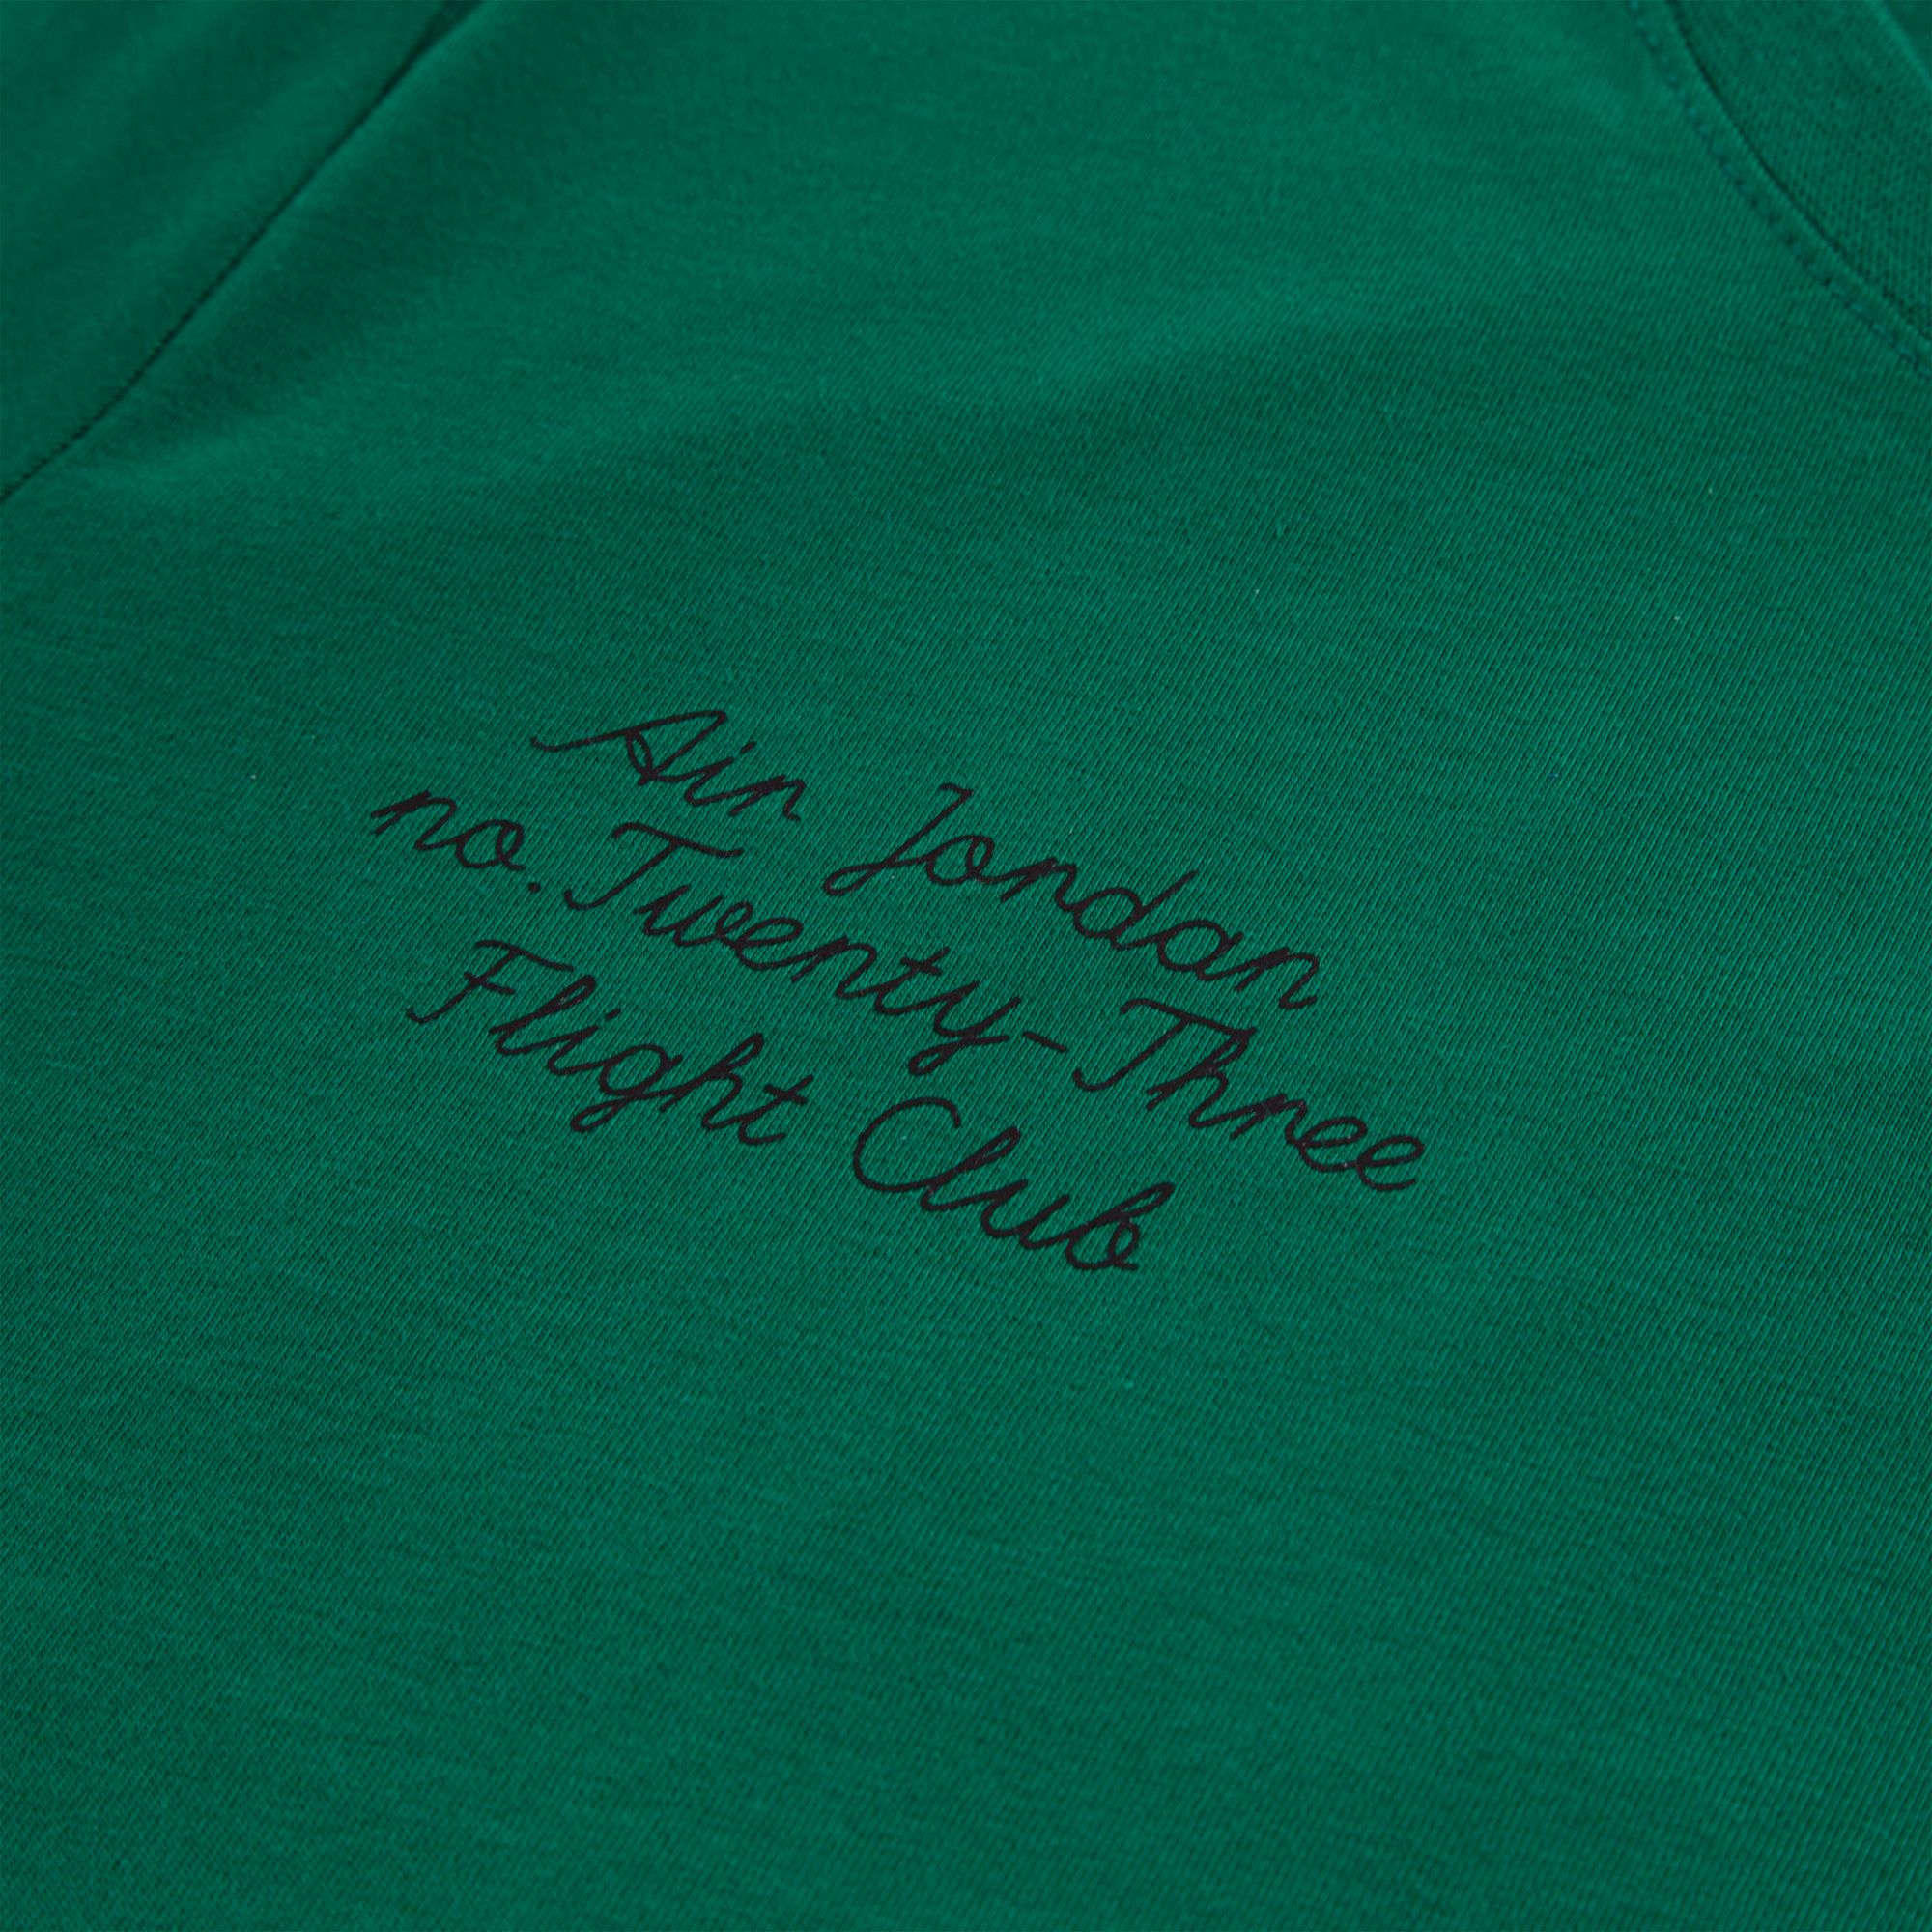 Air Jordan
no. Twenty-Three
Flight Club